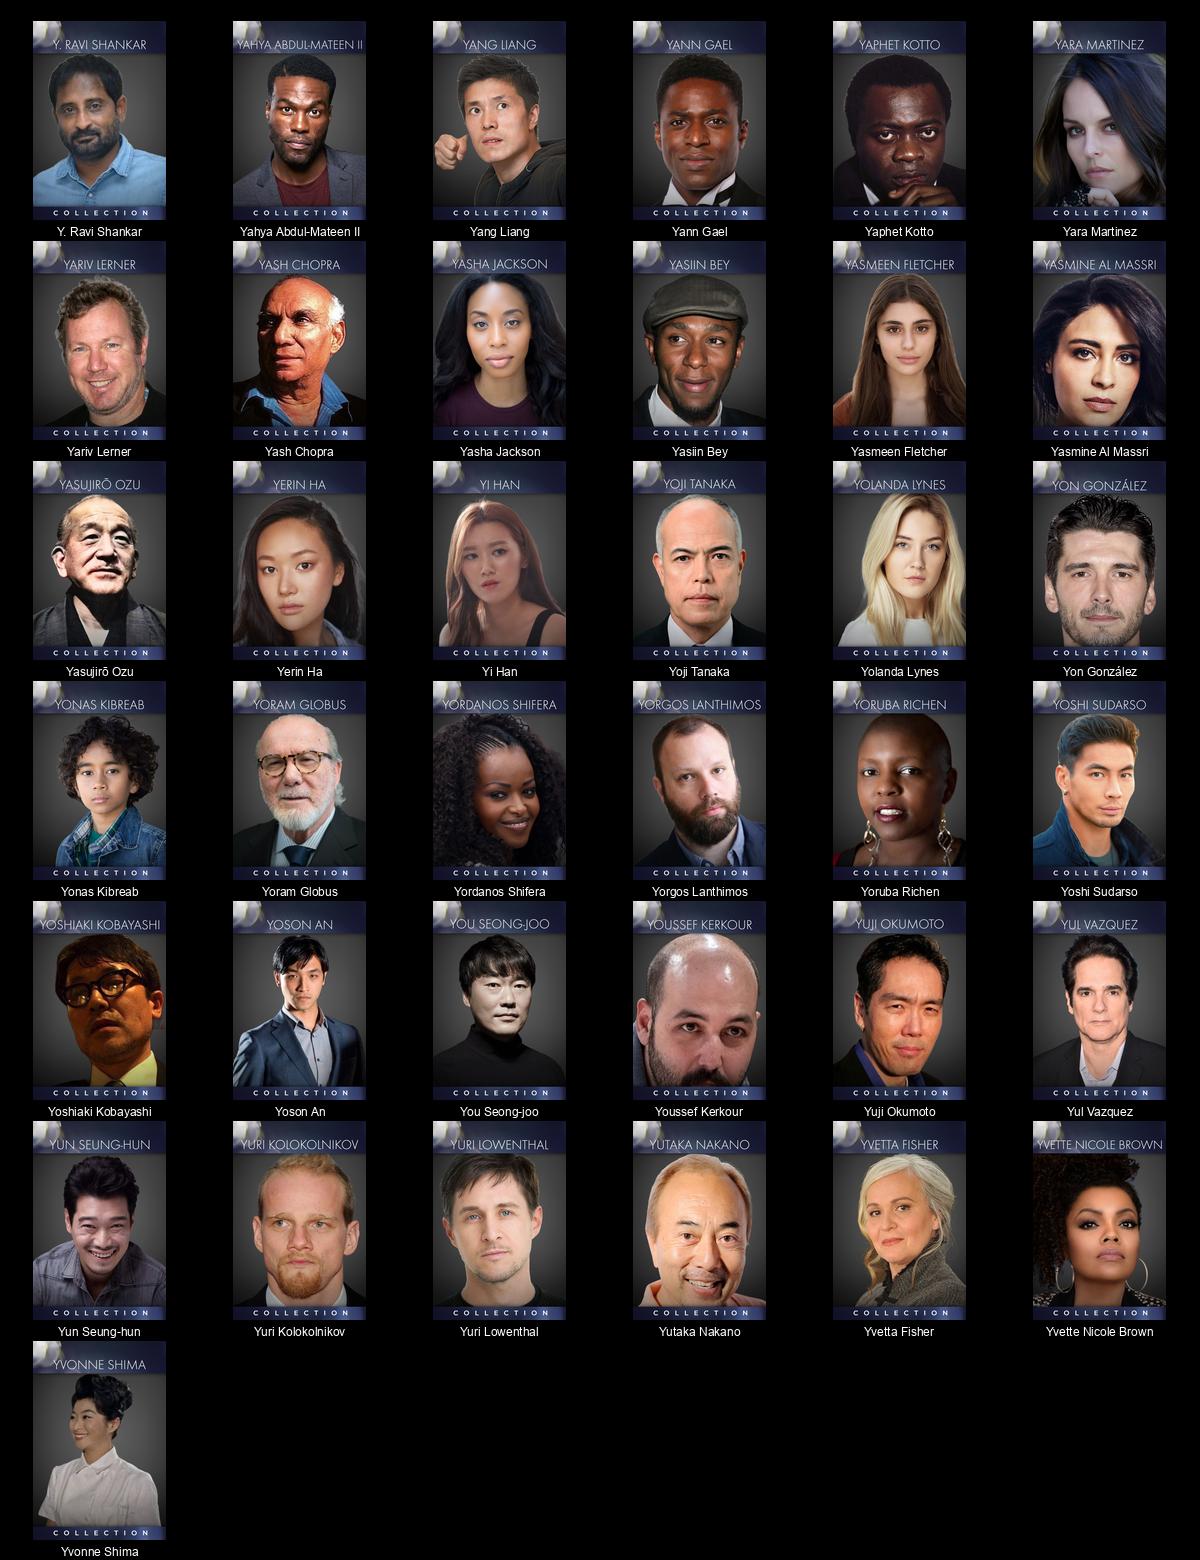 Y. RAVI SHANKAR
COLLECTION
Y. Ravi Shankar
YAHYA ABDUL-MATEEN II
COLLECTION
Yahya Abdul-Mateen II
YANG LIANG
COLLECTION
Yang Liang
YANN GAEL
COLLECTION
Yann Gael
YAPHET KOTTO
COLLECTION
Yaphet Kotto
YARA MARTINEZ
COLLECTION
Yara Martinez
YARIV LERNER
COLLECTION
Yariv Lerner
YASH CHOPRA
COLLECTION
Yash Chopra
YASHA JACKSON
COLLECTION
Yasha Jackson
YASIIN BEY
COLLECTION
Yasiin Bey
YASMEEN FLETCHER
COLLECTION
Yasmeen Fletcher
YASMINE AL MASSRI
COLLECTION
Yasmine Al Massri
YASUJIRŌ OZU
COLLECTION
Yasujirō Ozu
YERIN HA
COLLECTION
Yerin Ha
YI HAN
COLLECTION
Yi Han
YOJI TANAKA
COLLECTION
Yoji Tanaka
YOLANDA LYNES
COLLECTION
Yolanda Lynes
YON GONZÁLEZ
COLLECTION
Yon González
YONAS KIBREAB
COLLECTION
Yonas Kibreab
YORAM GLOBUS
COLLECTION
Yoram Globus
YORDANOS SHIFERA
COLLECTION
Yordanos Shifera
YORGOS LANTHIMOS
COLLECTION
Yorgos Lanthimos
YORUBA RICHEN
COLLECTION
Yoruba Richen
YOSHI SUDARSO
COLLECTION
Yoshi Sudarso
YOSHIAKI KOBAYASHI
COLLECTION
Yoshiaki Kobayashi
YOSON AN
COLLECTION
Yoson An
YOU SEONG-JOO
COLLECTION
You Seong-joo
YOUSSEF KERKOUR
COLLECTION
Youssef Kerkour
YUJI OKUMOTO
COLLECTION
Yuji Okumoto
YUL VAZQUEZ
COLLECTION
Yul Vazquez
YUN SEUNG-HUN
COLLECTION
Yun Seung-hun
YURI KOLOKOLNIKOV
COLLECTION
Yuri Kolokolnikov
YURI LOWENTHAL
COLLECTION
Yuri Lowenthal
YUTAKA NAKANO
COLLECTION
Yutaka Nakano
YVETTA FISHER
COLLECTION
Yvetta Fisher
YVETTE NICOLE BROWN
COLLECTION
Yvette Nicole Brown
YVONNE SHIMA
COLLECTION
Yvonne Shima